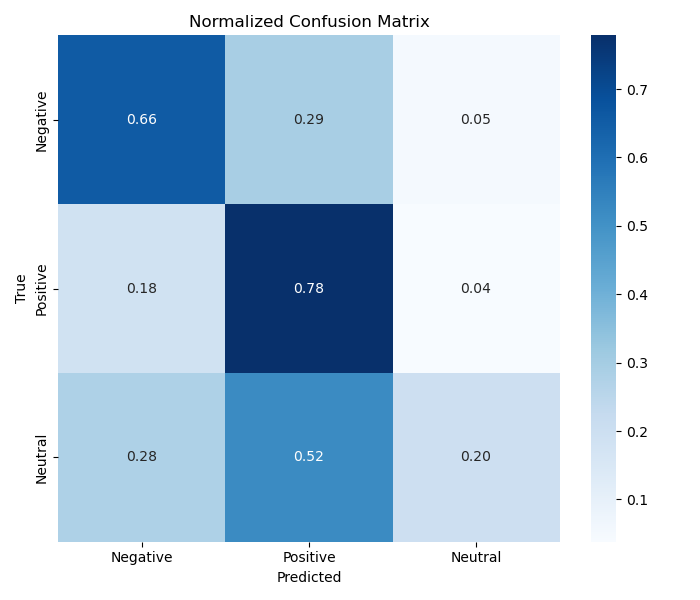 Normalized Confusion Matrix
True
Negative
0.66 0.29 0.05
Positive
0.18 0.78 0.04
Neutral
0.28 0.52 0.20
Negative Positive Neutral
Predicted
0.7
0.6
0.5
0.4
0.3
0.2
0.1